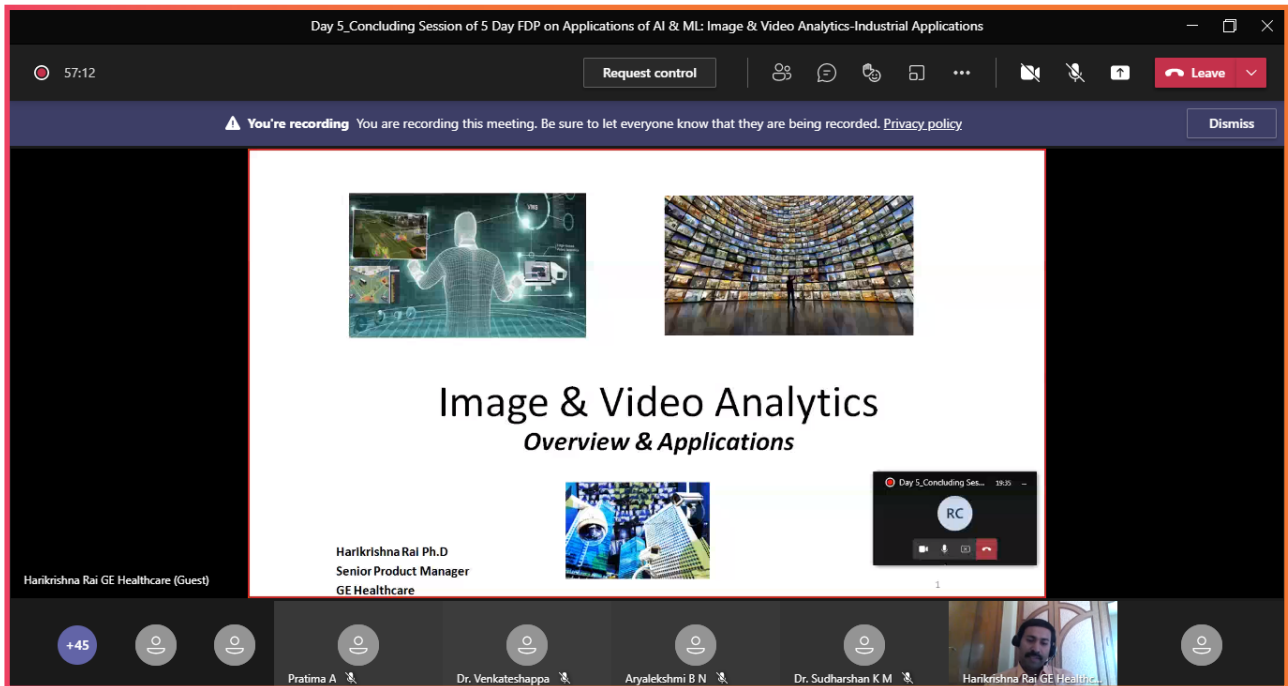 Day 5_Concluding Session of 5 Day FDP on Applications of AI & ML: Image & Video Analytics-Industrial Applications
57:12
Request control
Leave
You're recording You are recording this meeting. Be sure to let everyone know that they are being recorded. Privacy policy
Dismiss
VMS
Image & Video Analytics
Overview & Applications
Day 5_Concluding Ses... 19:35
RC
Harikrishna Rai Ph.D
Senior Product Manager
GE Healthcare
1
Harikrishna Rai GE Healthcare (Guest)
+45
Pratima A
Dr. Venkateshappa
Aryalekshmi B N
Dr. Sudharshan K M
Harikrishna Rai GE Healthc...